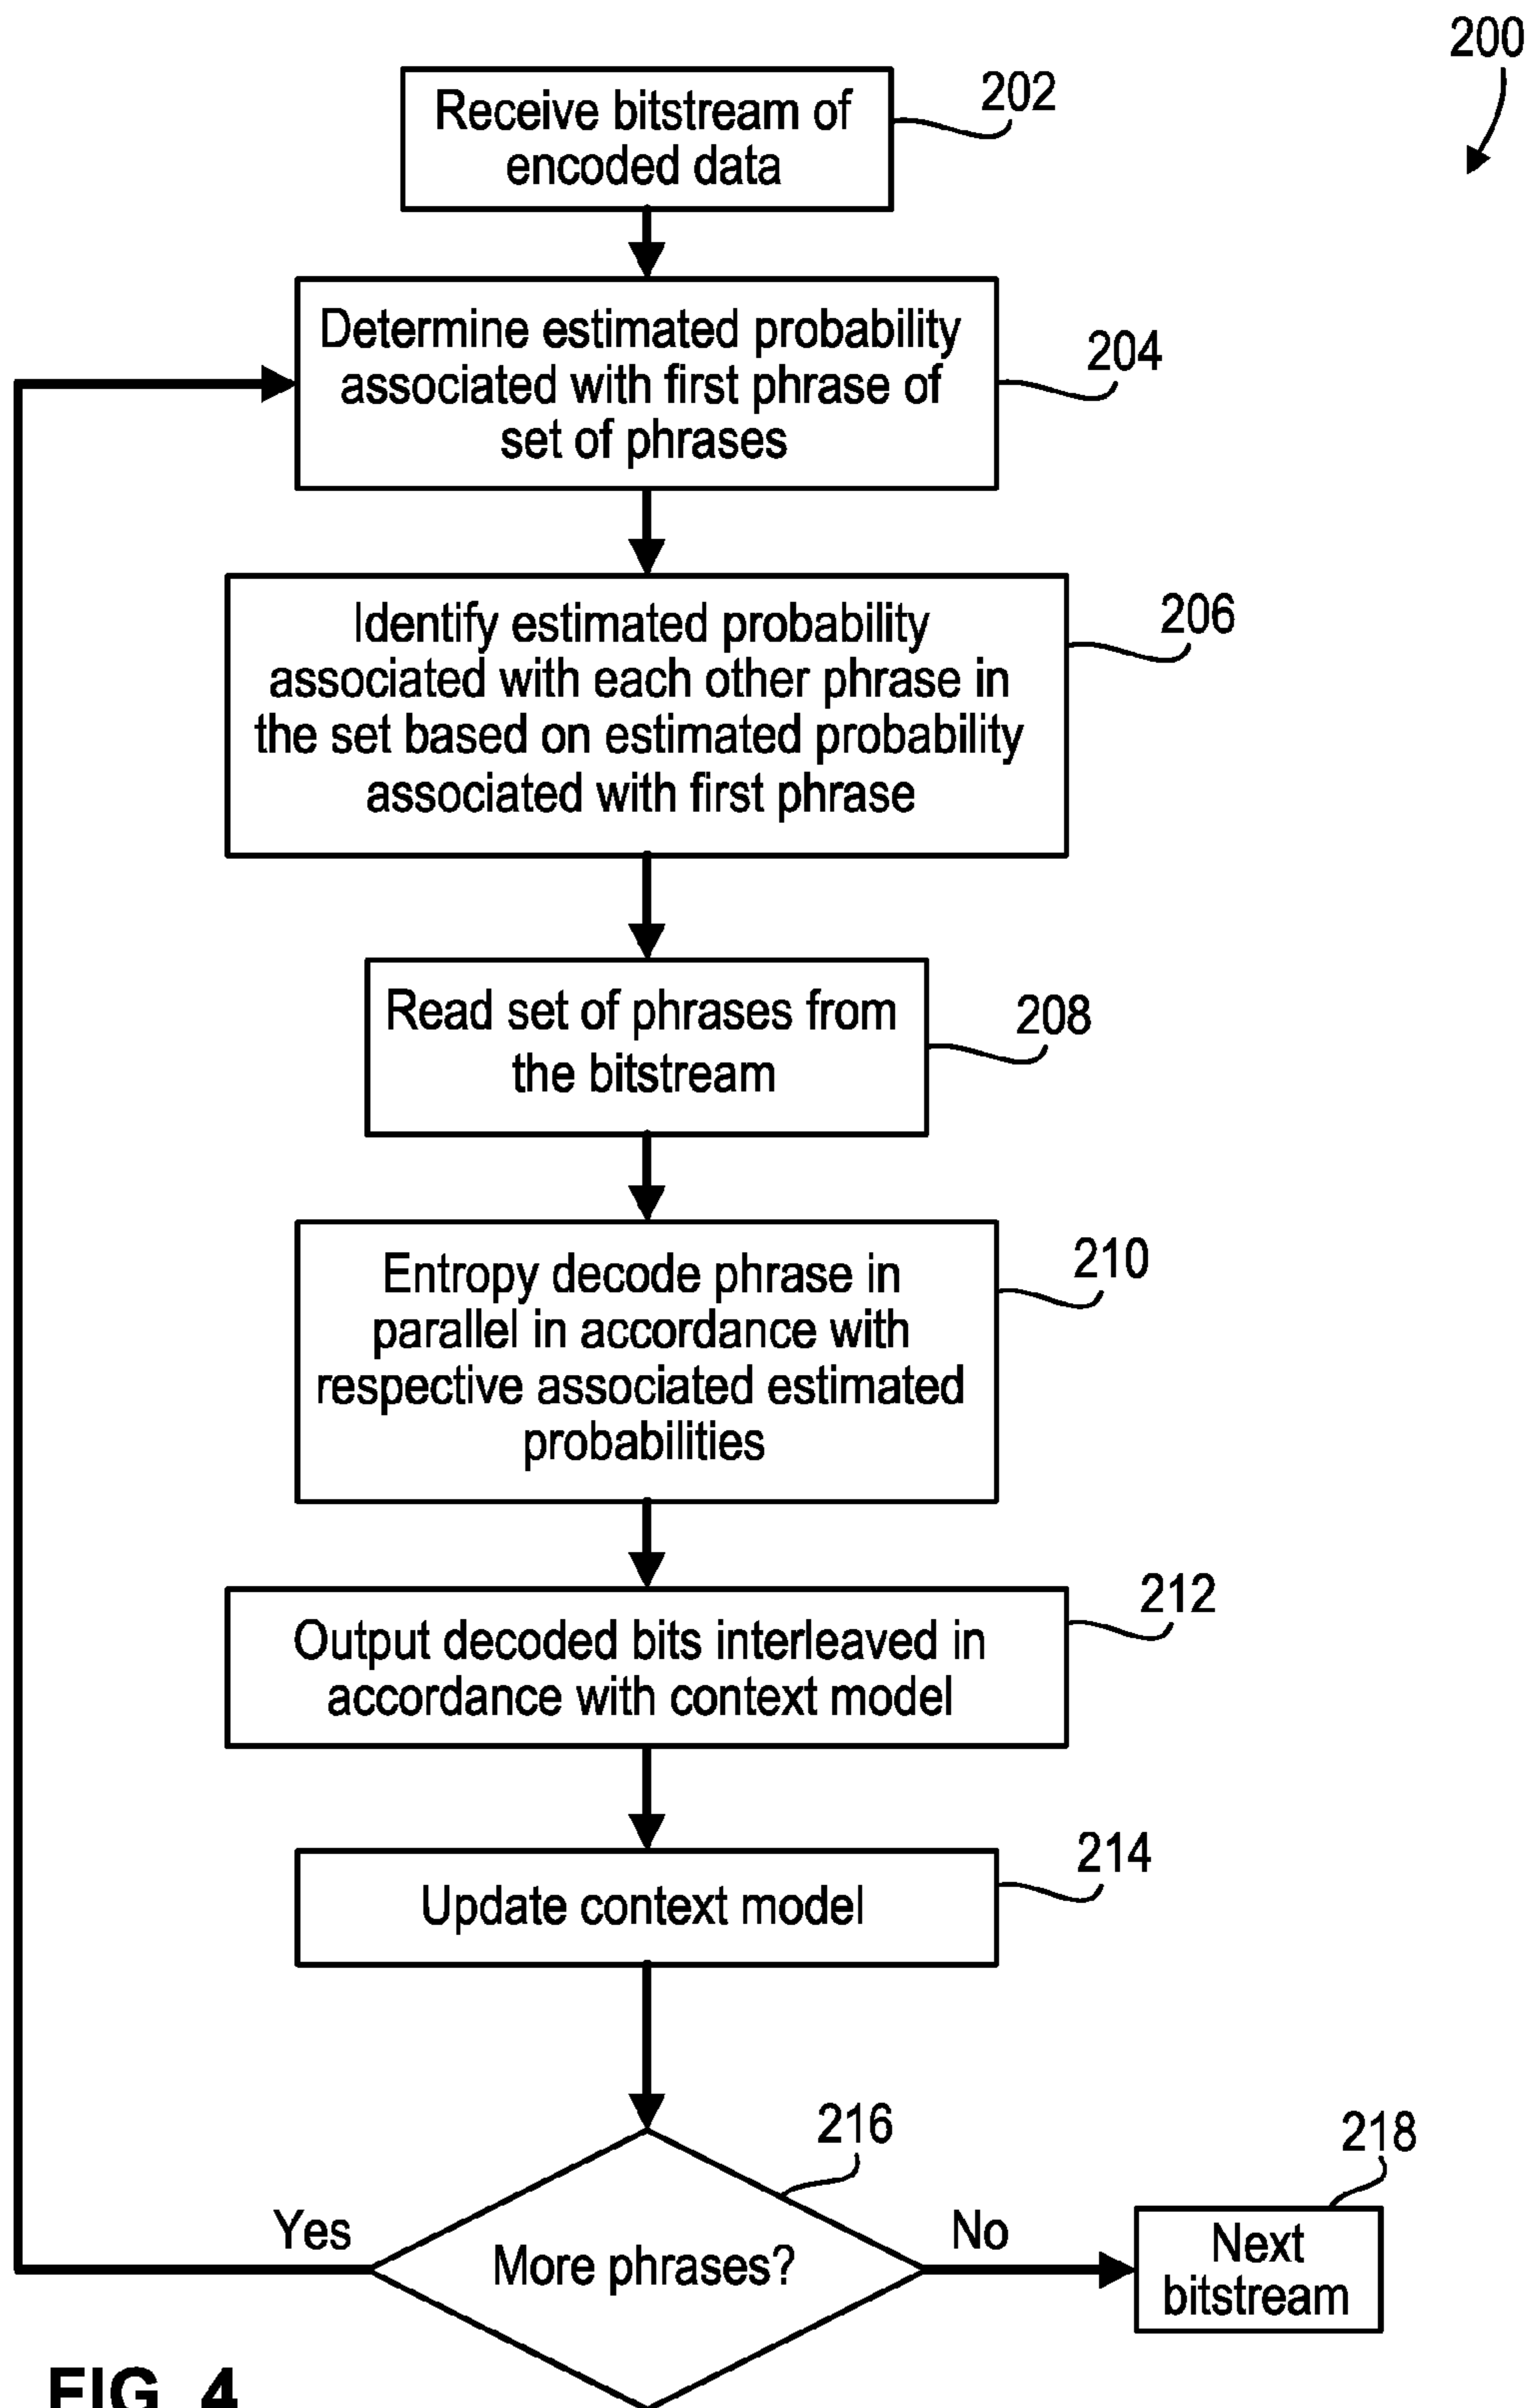 200
202
Receive bitstream of
encoded data
204
Determine estimated probability
associated with first phrase of
set of phrases
206
Identify estimated probability
associated with each other phrase in
the set based on estimated probability
associated with first phrase
208
Read set of phrases from
the bitstream
210
Entropy decode phrase in
parallel in accordance with
respective associated estimated
probabilities
212
Output decoded bits interleaved in
accordance with context model
214
Update context model
216
218
Yes
More phrases?
No
Next
bitstream
FIG. 4